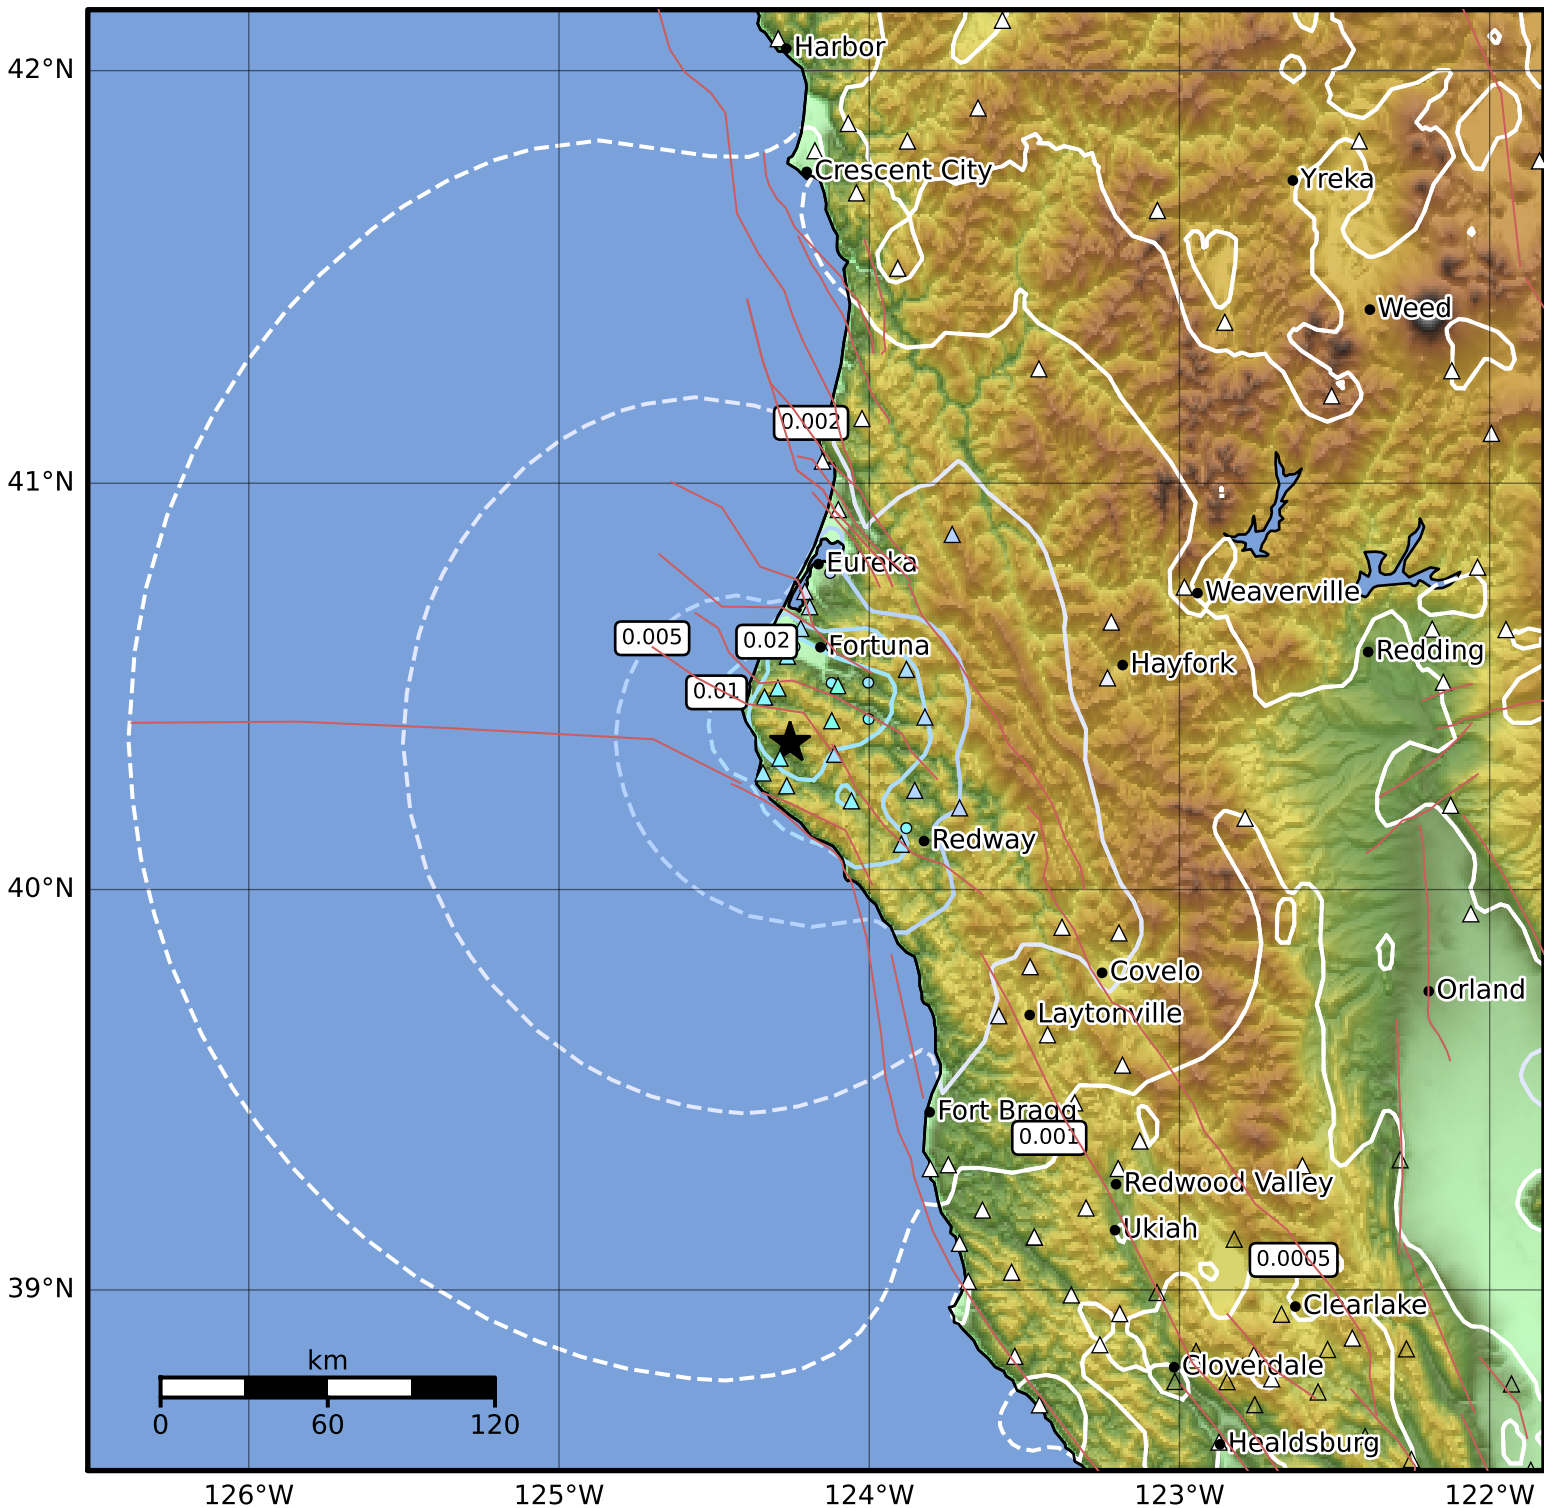 Harbor
42°N
Crescent City
Yreka
Weed
0.002
41°N
Eureka
Weaverville
0.005
0.02
Fortuna
Hayfork
Redding
0.01
Redway
40°N
Covelo
Orland
Laytonville
Fort Bragg
0.001
Redwood Valley
Ukiah
0.0005
39°N
Clearlake
km
Cloverdale
0 60 120
Healdsburg
126°W 125°W 124°W 123°W 122°W